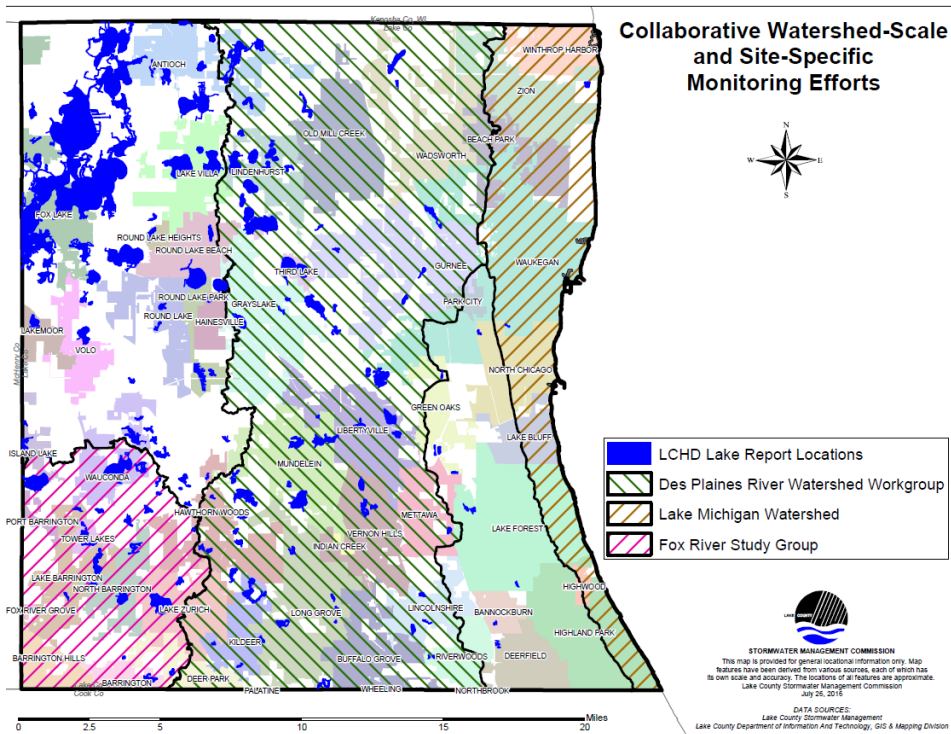 Collaborative Watershed-Scale
and Site-Specific
Monitoring Efforts
Kenosha Co, WI
Lake Co
WINTHROP HARBOR
ANTIOCH
ZION
OLD MILL CREEK
BEACH PARK
WADSWORTH
LAKE VILLA
LINDENHURST
FOX LAKE
ROUND LAKE HEIGHTS
ROUND LAKE BEACH
WAUKEGAN
GURNEE
THIRD LAKE
ROUND LAKE PARK
GRAYSLAKE
PARK CITY
ROUND LAKE
HAINESVILLE
LAKEMOOR
VOLO
McHenry Co
NORTH CHICAGO
GREEN OAKS
LIBERTYVILLE
LAKE BLUFF
ISLAND LAKE
MUNDELEIN
WAUCONDA
HAWTHORN WOODS
METTAWA
PORT BARRINGTON
LAKE FOREST
TOWER LAKES
VERNON HILLS
INDIAN CREEK
LAKE BARRINGTON
NORTH BARRINGTON
HIGHWOOD
FOX RIVER GROVE
LAKE ZURICH
LONG GROVE
LINCOLNSHIRE
BANNOCKBURN
HIGHLAND PARK
KILDEER
BARRINGTON HILLS
BUFFALO GROVE
RIVERWOODS
DEERFIELD
DEER PARK
BARRINGTON
Cook Co
PALATINE
WHEELING
NORTHBROOK
N
W
E
S
LCHD Lake Report Locations
Des Plaines River Watershed Workgroup
Lake Michigan Watershed
Fox River Study Group
LAKE COUNTY
STORMWATER MANAGEMENT COMMISSION
This map is provided for general locational information only. Map
features have been derived from various sources, each of which has
its own scale and accuracy. The locations of all features are approximate.
Lake County Stormwater Management Commission
July 26, 2016
DATA SOURCES:
Lake County Stormwater Management
Lake County Department of Information And Technology, GIS & Mapping Division
Miles
0 2.5 5 10 15 20